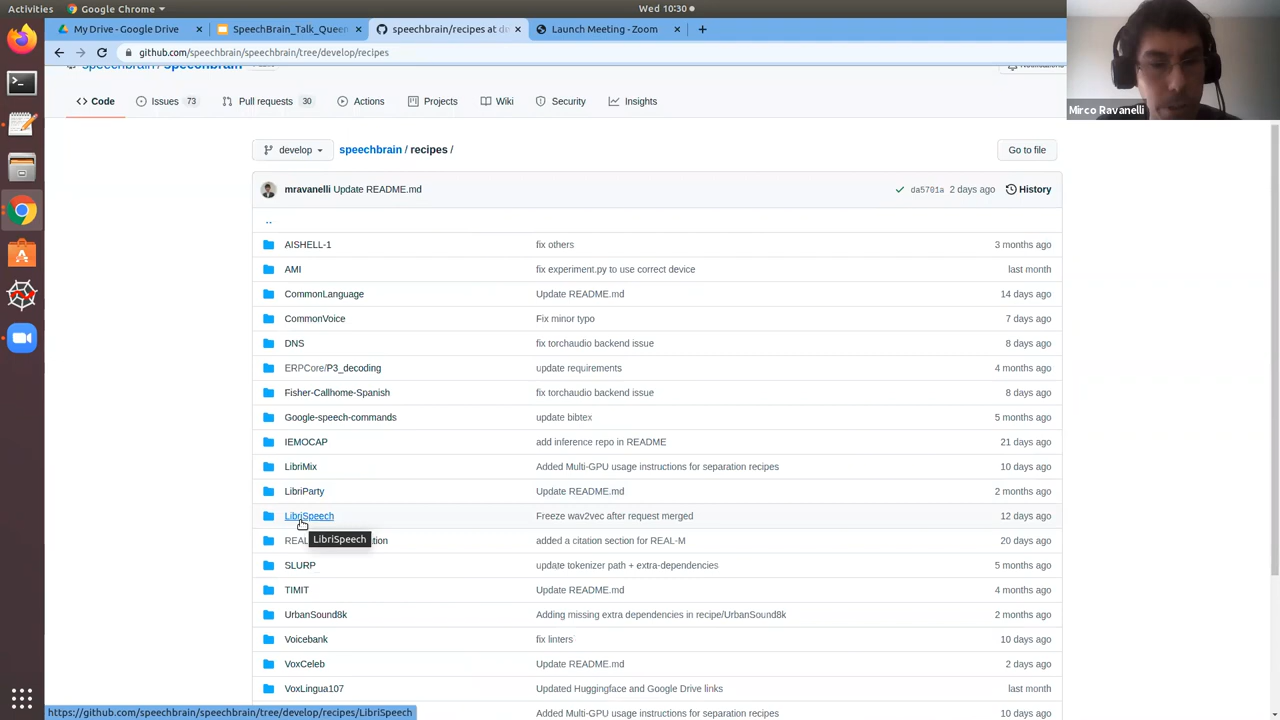 Activities
Google Chrome
Wed 10:30
My Drive - Google Drive ×
SpeechBrain_Talk_Queen ×
speechbrain/recipes at de ×
Launch Meeting - Zoom ×
github.com/speechbrain/speechbrain/tree/develop/recipes
speechbrain / speechbrain
Mirco Ravanelli
<> Code
Issues 73
Pull requests 30
Actions
Projects
Wiki
Security
Insights
develop
speechbrain / recipes /
Go to file
mravanelli Update README.md
da5701a 2 days ago
History
..
AISHELL-1 fix others 3 months ago
AMI fix experiment.py to use correct device last month
CommonLanguage Update README.md 14 days ago
CommonVoice Fix minor typo 7 days ago
DNS fix torchaudio backend issue 8 days ago
ERPCore/P3_decoding update requirements 4 months ago
Fisher-Callhome-Spanish fix torchaudio backend issue 8 days ago
Google-speech-commands update bibtex 5 months ago
IEMOCAP add inference repo in README 21 days ago
LibriMix Added Multi-GPU usage instructions for separation recipes 10 days ago
LibriParty Update README.md 2 months ago
LibriSpeech Freeze wav2vec after request merged 12 days ago
LibriSpeech
added a citation section for REAL-M 20 days ago
SLURP update tokenizer path + extra-dependencies 5 months ago
TIMIT Update README.md 4 months ago
UrbanSound8k Adding missing extra dependencies in recipe/UrbanSound8k 2 months ago
Voicebank fix linters 10 days ago
VoxCeleb Update README.md 2 days ago
VoxLingua107 Updated Huggingface and Google Drive links last month
Added Multi-GPU usage instructions for separation recipes 10 days ago
https://github.com/speechbrain/speechbrain/tree/develop/recipes/LibriSpeech